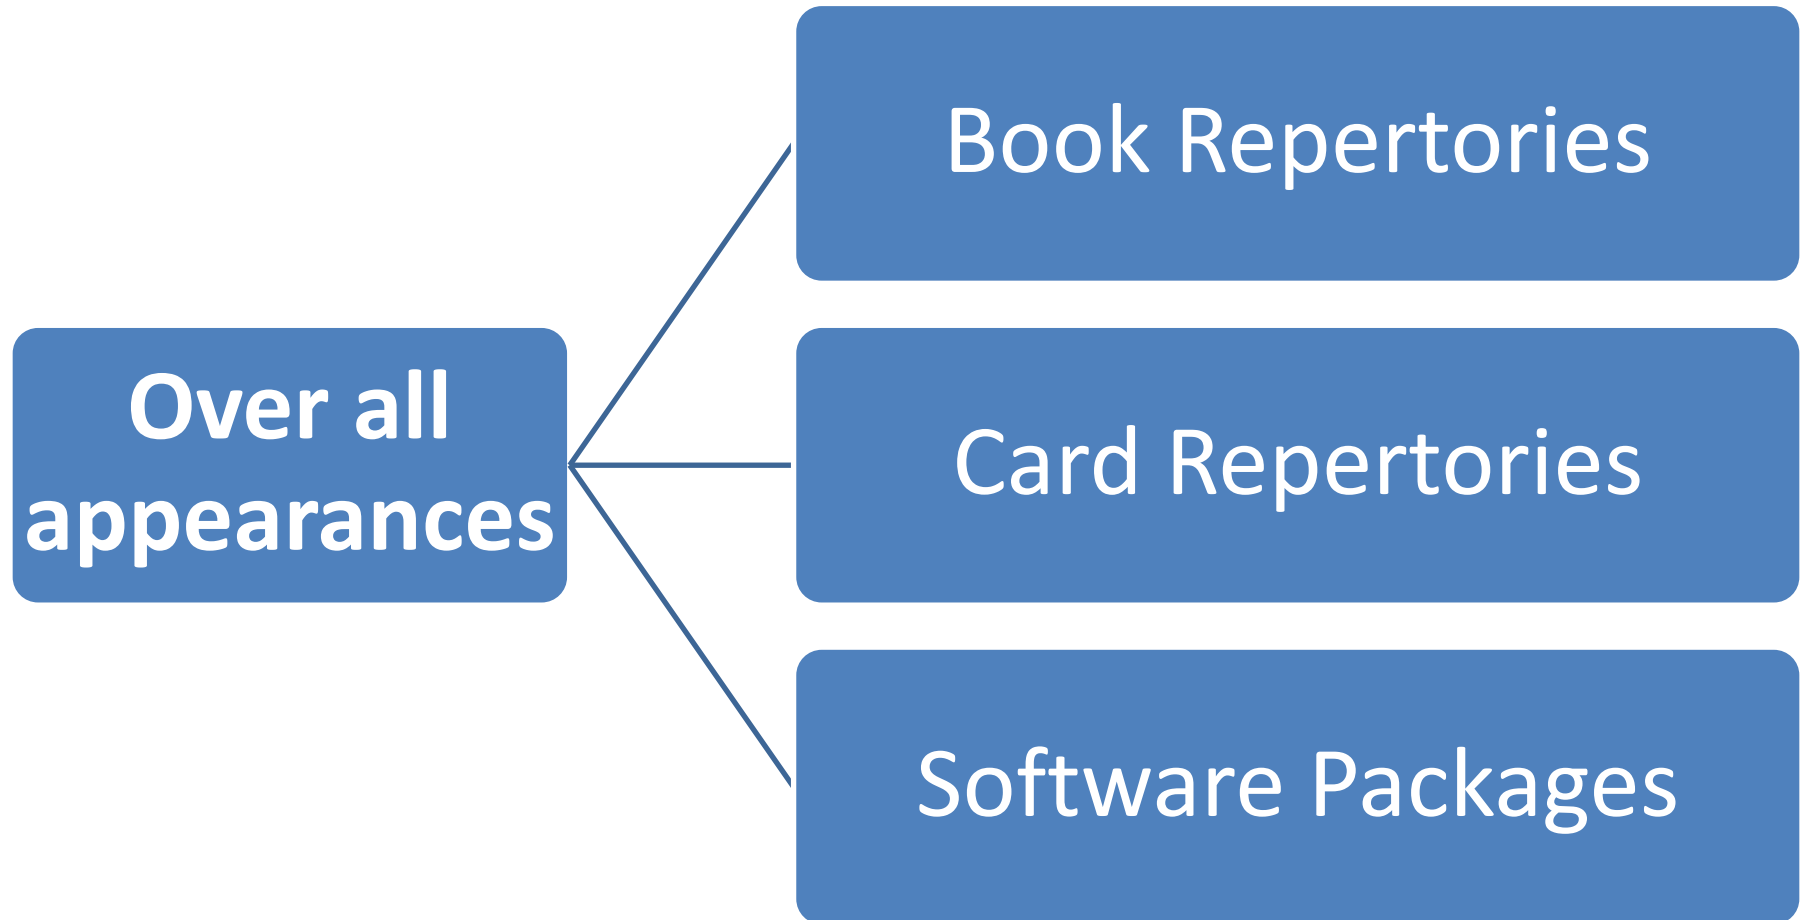 Book Repertories
Over all
appearances
Card Repertories
Software Packages